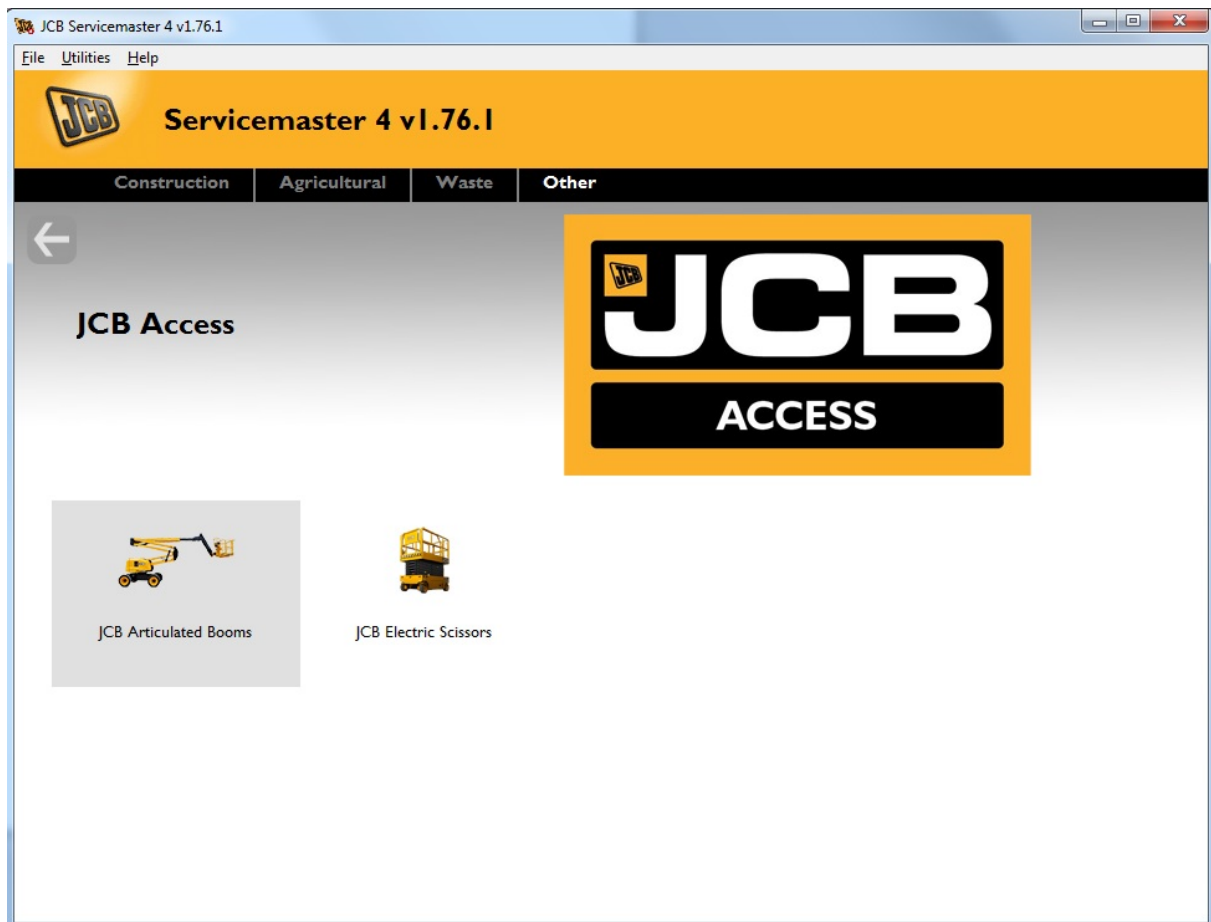 JCB Servicemaster 4 v1.76.1
File Utilities Help
JCB
Servicemaster 4 v1.76.1
Construction Agricultural Waste Other
JCB
JCB
ACCESS
JCB Access
JCB Articulated Booms
JCB Electric Scissors